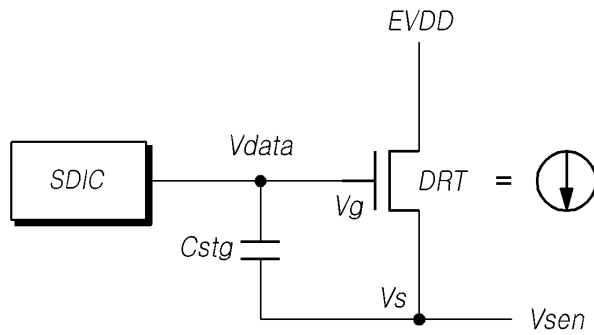 EVDD
Vdata
SDIC
DRT
=
Vg
Cstg
Vs
Vsen